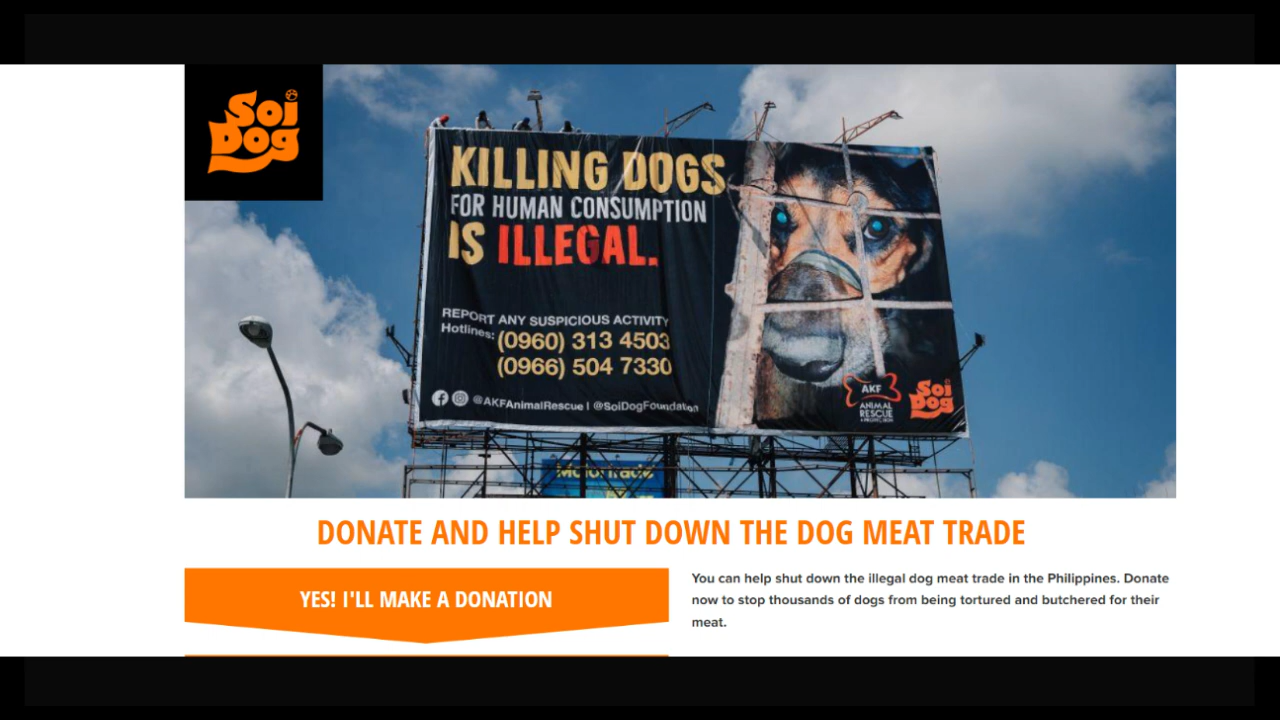 Soi
Dog
KILLING DOGS
FOR HUMAN CONSUMPTION
IS ILLEGAL.
REPORT ANY SUSPICIOUS ACTIVITY
Hotlines: (0960) 313 4503
(0966) 504 7330
@AKFAnimalRescue | @SoiDogFoundation
AKF
ANIMAL
RESCUE
Soi
Dog
Motortrade
DONATE AND HELP SHUT DOWN THE DOG MEAT TRADE
YES! I'LL MAKE A DONATION
You can help shut down the illegal dog meat trade in the Philippines. Donate
now to stop thousands of dogs from being tortured and butchered for their
meat.